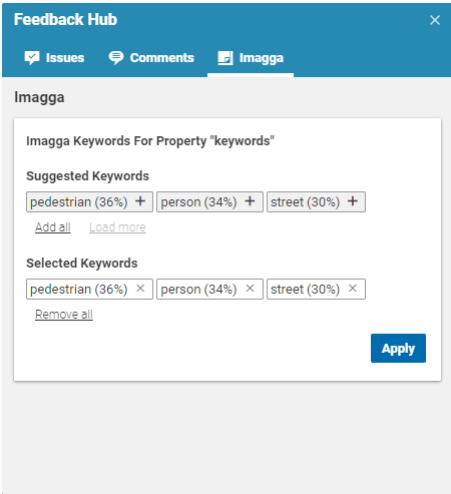 Feedback Hub
Issues Comments Imagga
Imagga
Imagga Keywords For Property "keywords"
Suggested Keywords
pedestrian (36%) + person (34%) + street (30%) +
Add all Load more
Selected Keywords
pedestrian (36%) × person (34%) × street (30%) ×
Remove all
Apply